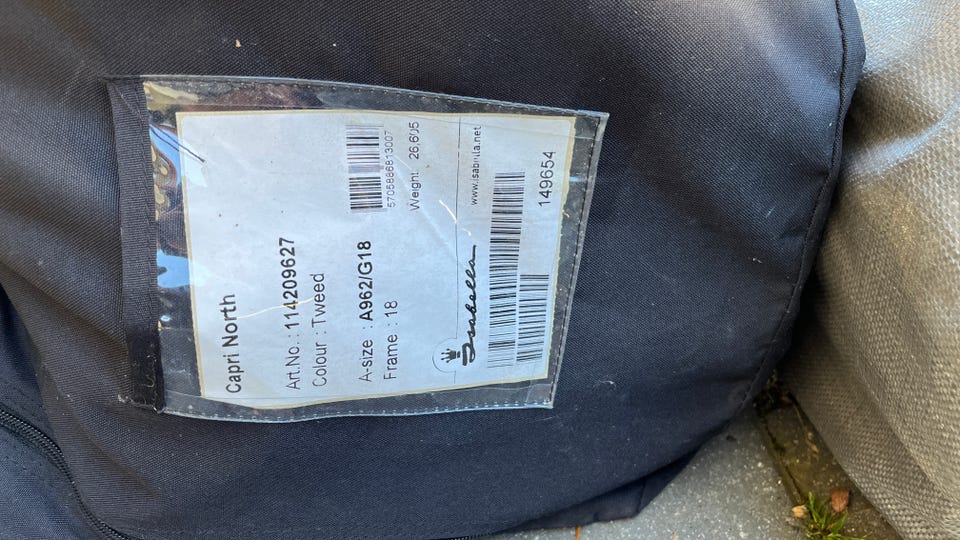 Capri North
Art.No. : 114209627
Colour : Tweed
A-size : A962/G18
Frame : 18
5705886813007
Weight: 26,605
Isabella
www.isabella.net
149654